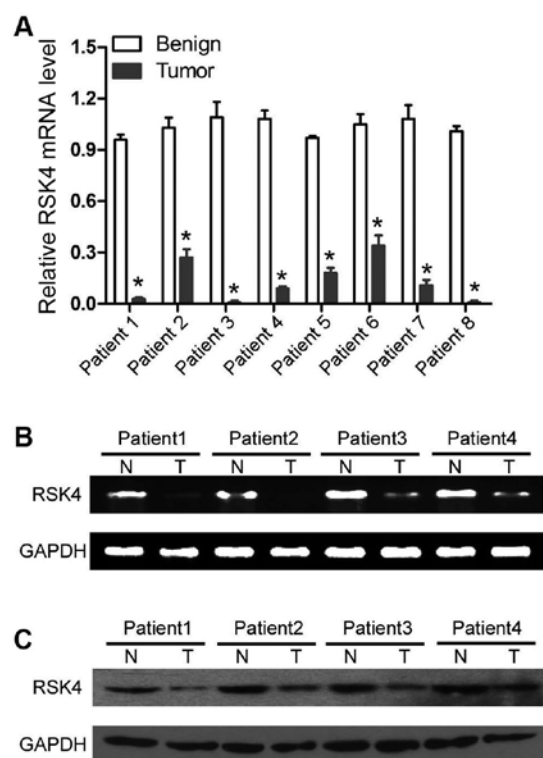 A
Benign
Tumor
Relative RSK4 mRNA level
1.5
1.2
0.9
0.6
0.3
0.0
* * * * * * * *
Patient 1 Patient 2 Patient 3 Patient 4 Patient 5 Patient 6 Patient 7 Patient 8
B
Patient1 Patient2 Patient3 Patient4
N T N T N T N T
RSK4
GAPDH
C
Patient1 Patient2 Patient3 Patient4
N T N T N T N T
RSK4
GAPDH